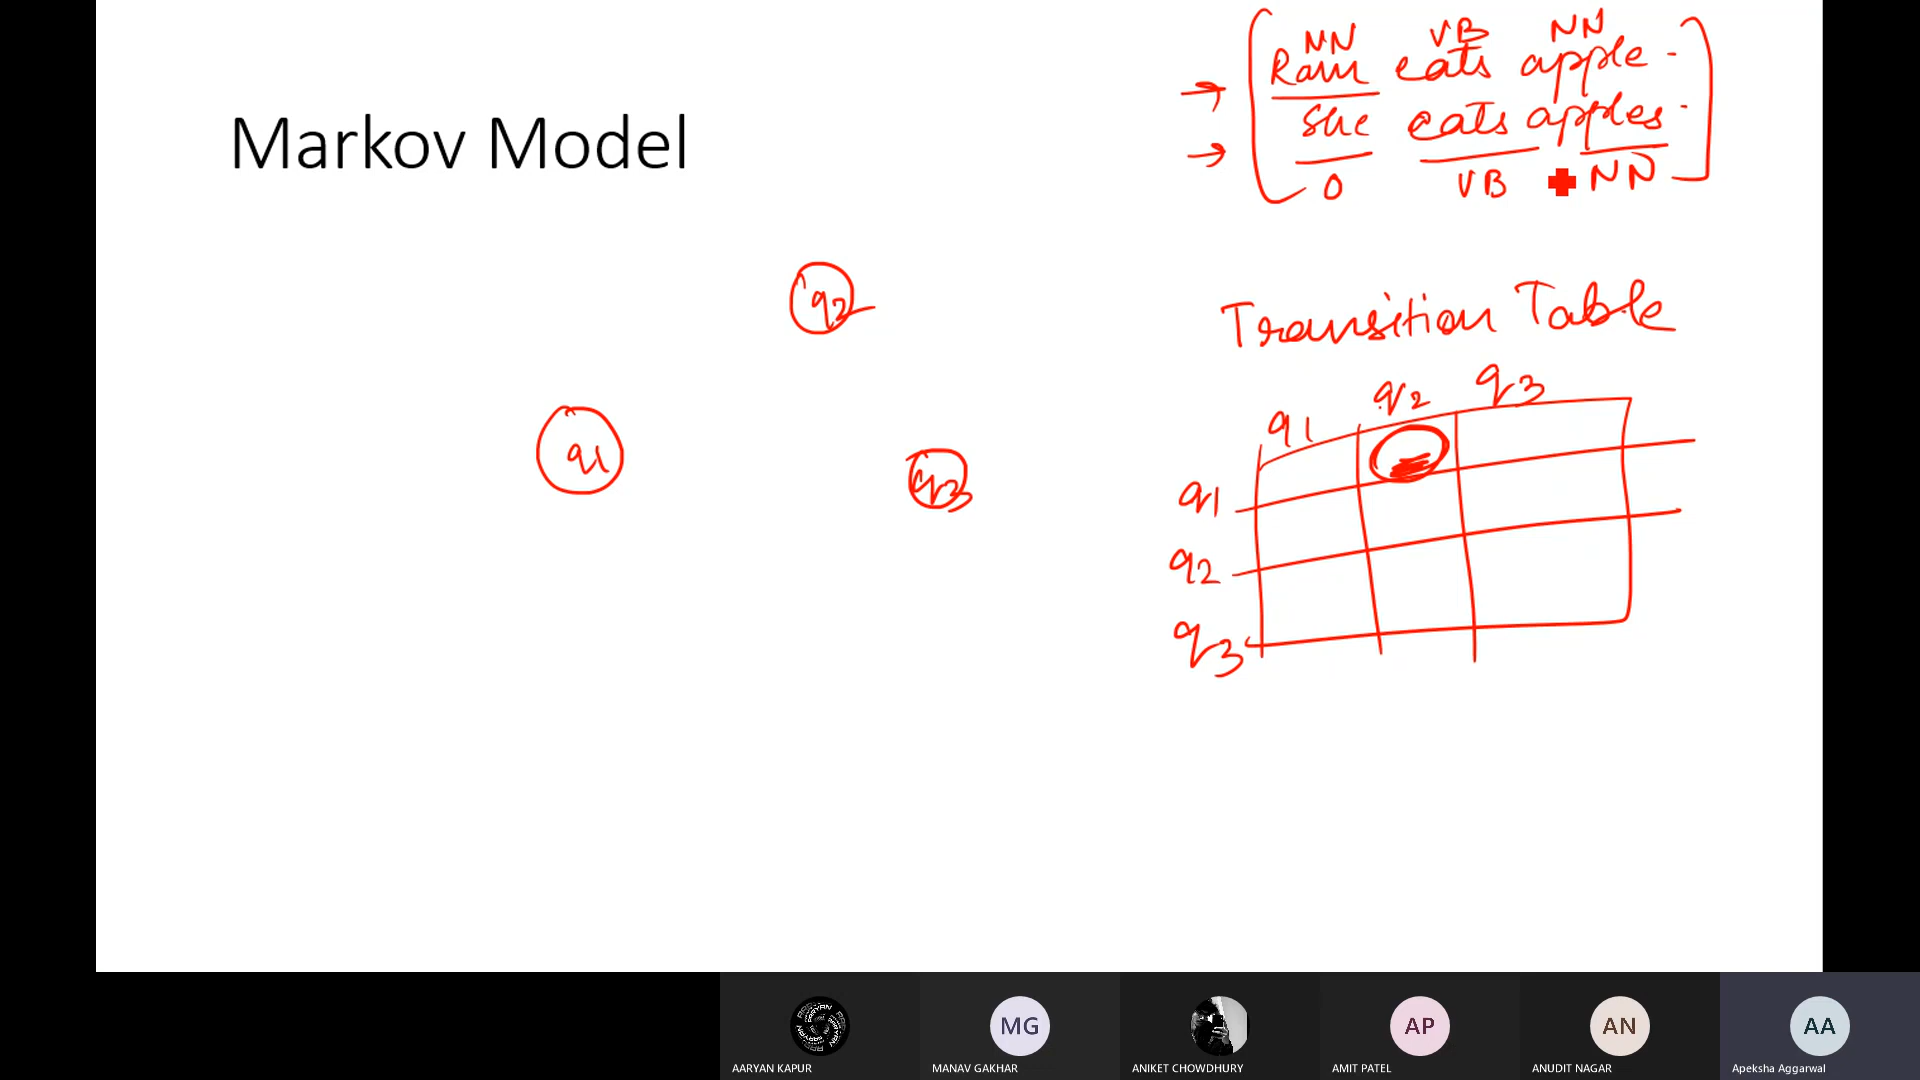 Markov Model
NN VB NN
Ram eats apple.
She eats apples.
O VB NN
q2
q1
q3
Transition Table
q1 q2 q3
q1
q2
q3
MG
AP
AN
AA
AARYAN KAPUR
MANAV GAKHAR
ANIKET CHOWDHURY
AMIT PATEL
ANUDIT NAGAR
Apeksha Aggarwal